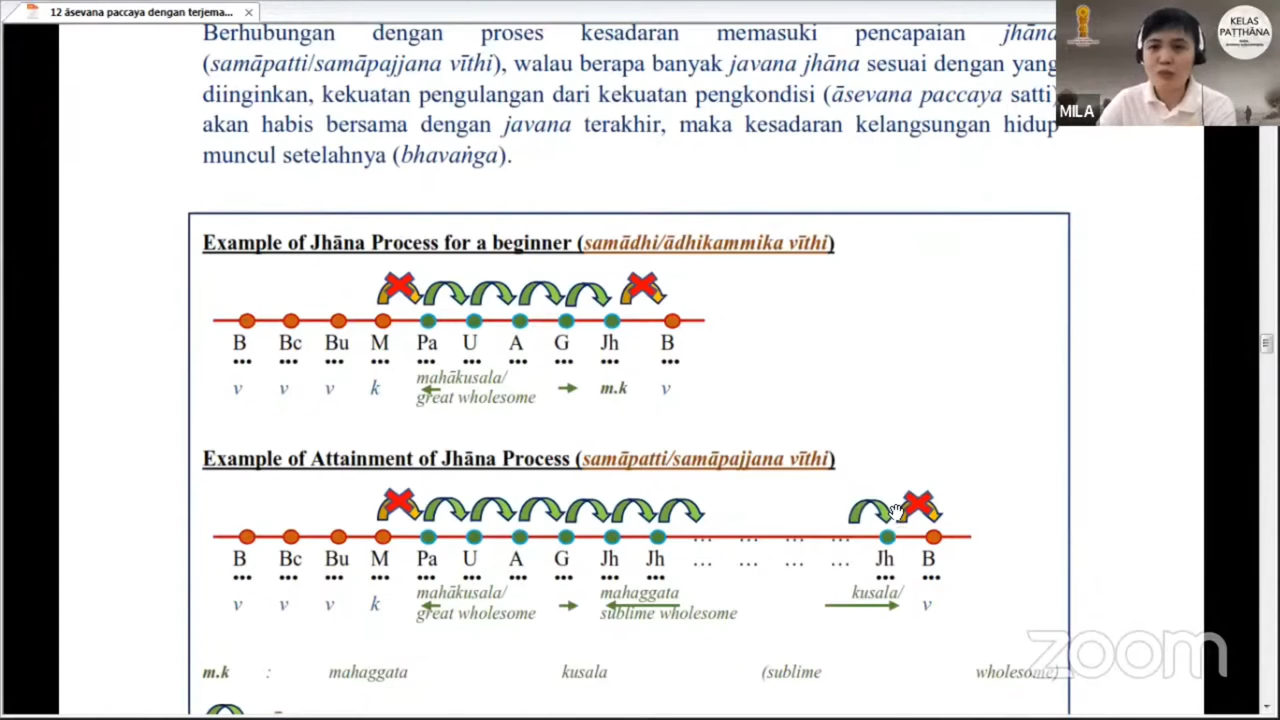 12 āsevana paccaya dengan terjema...
KELAS
PAṬṬHĀNA
MILA
Berhubungan dengan proses kesadaran memasuki pencapaian jhāna
(samāpatti/samāpajjana vīthi), walau berapa banyak javana jhāna sesuai dengan yang
diinginkan, kekuatan pengulangan dari kekuatan pengkondisi (āsevana paccaya satti)
akan habis bersama dengan javana terakhir, maka kesadaran kelangsungan hidup
muncul setelahnya (bhavaṅga).
Example of Jhāna Process for a beginner (samādhi/ādhikammika vīthi)
B Bc Bu M Pa U A G Jh B
... ... ... ... ... ... ... ... ... ...
v v v k mahākusala/ m.k v
great wholesome
Example of Attainment of Jhāna Process (samāpatti/samāpajjana vīthi)
... ... ... ...
B Bc Bu M Pa U A G Jh Jh ... ... ... ... Jh B
... ... ... ... ... ... ... ... ... ... ... ...
v v v k mahākusala/ mahaggata kusala/ v
great wholesome sublime wholesome
m.k : mahaggata kusala (sublime wholesome)
zoom